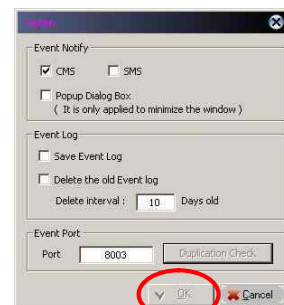 Event Notify
CMS SMS
Popup Dialog Box
( It is only applied to minimize the window )
Event Log
Save Event Log
Delete the old Event log
Delete interval : 10 Days old
Event Port
Port 8003 Duplication Check
OK Cancel